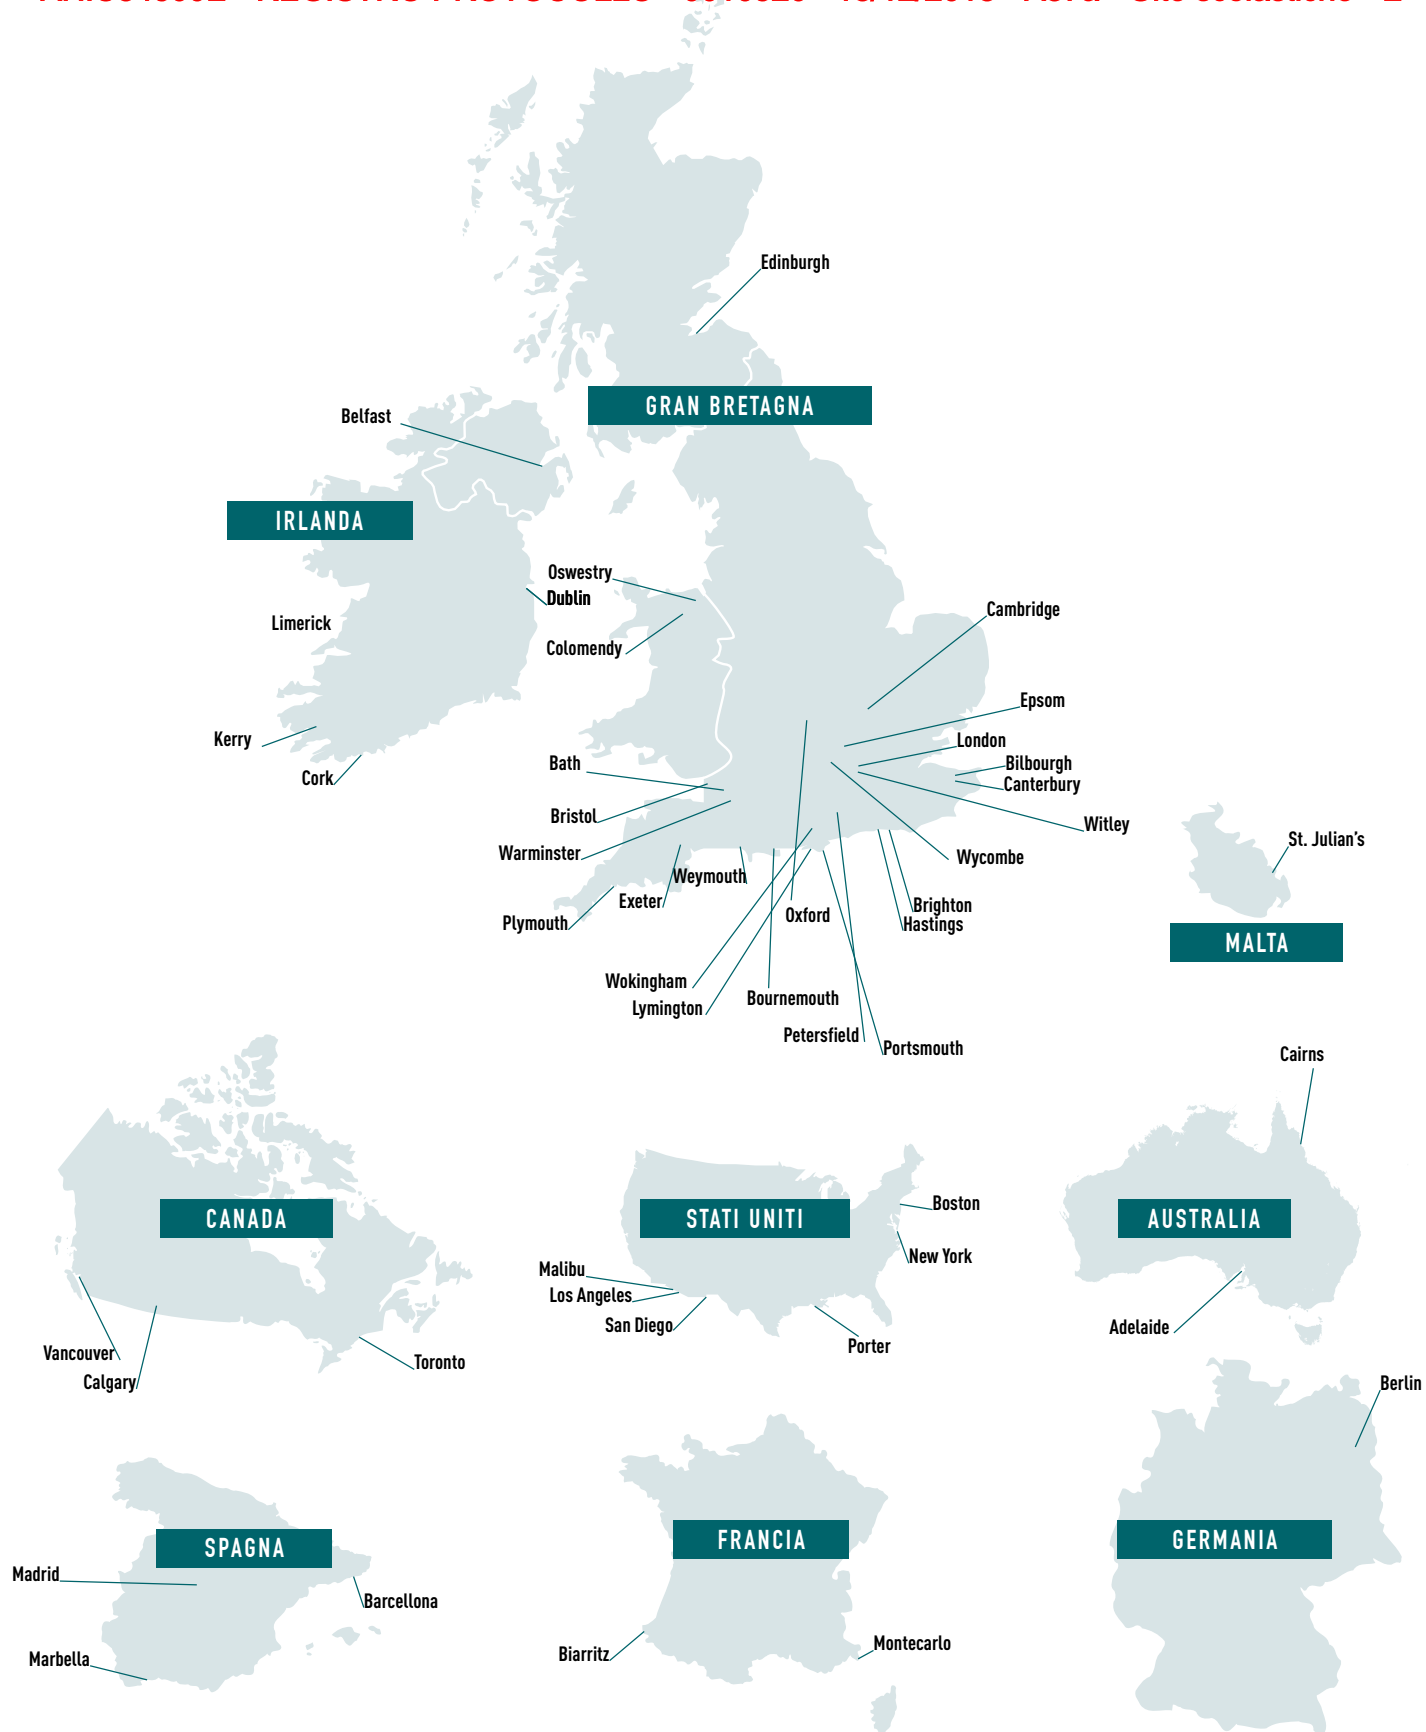 Edinburgh
GRAN BRETAGNA
Belfast
IRLANDA
Oswestry
Dublin
Cambridge
Limerick
Colomendy
Epsom
Kerry
London
Bath
Bilbourgh
Cork
Canterbury
Bristol
Witley
St. Julian's
Warminster
Wycombe
Weymouth
Exeter
Brighton
Oxford
Plymouth
Hastings
MALTA
Wokingham
Bournemouth
Lymington
Petersfield
Portsmouth
Cairns
Boston
CANADA
STATI UNITI
AUSTRALIA
New York
Malibu
Los Angeles
San Diego
Adelaide
Porter
Vancouver
Toronto
Calgary
Berlin
FRANCIA
GERMANIA
SPAGNA
Madrid
Barcellona
Montecarlo
Biarritz
Marbella